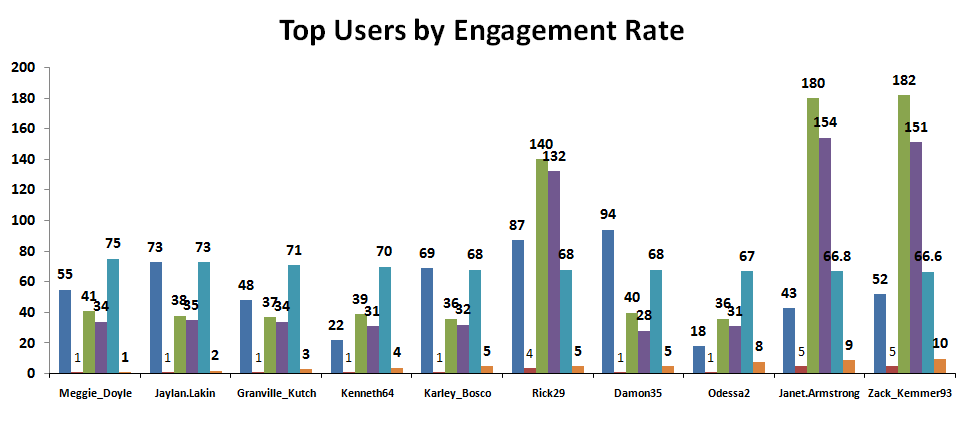 Top Users by Engagement Rate
200
180
160
140
120
100
80
60
40
20
0
55 1 41 34 75 1
73 1 38 35 73 2
48 1 37 34 71 3
22 1 39 31 70 4
69 1 36 32 68 5
87 4 140 132 68 5
94 1 40 28 68 5
18 1 36 31 67 8
43 5 180 154 66.8 9
52 5 182 151 66.6 10
Meggie_Doyle Jaylan.Lakin Granville_Kutch Kenneth64 Karley_Bosco Rick29 Damon35 Odessa2 Janet.Armstrong Zack_Kemmer93